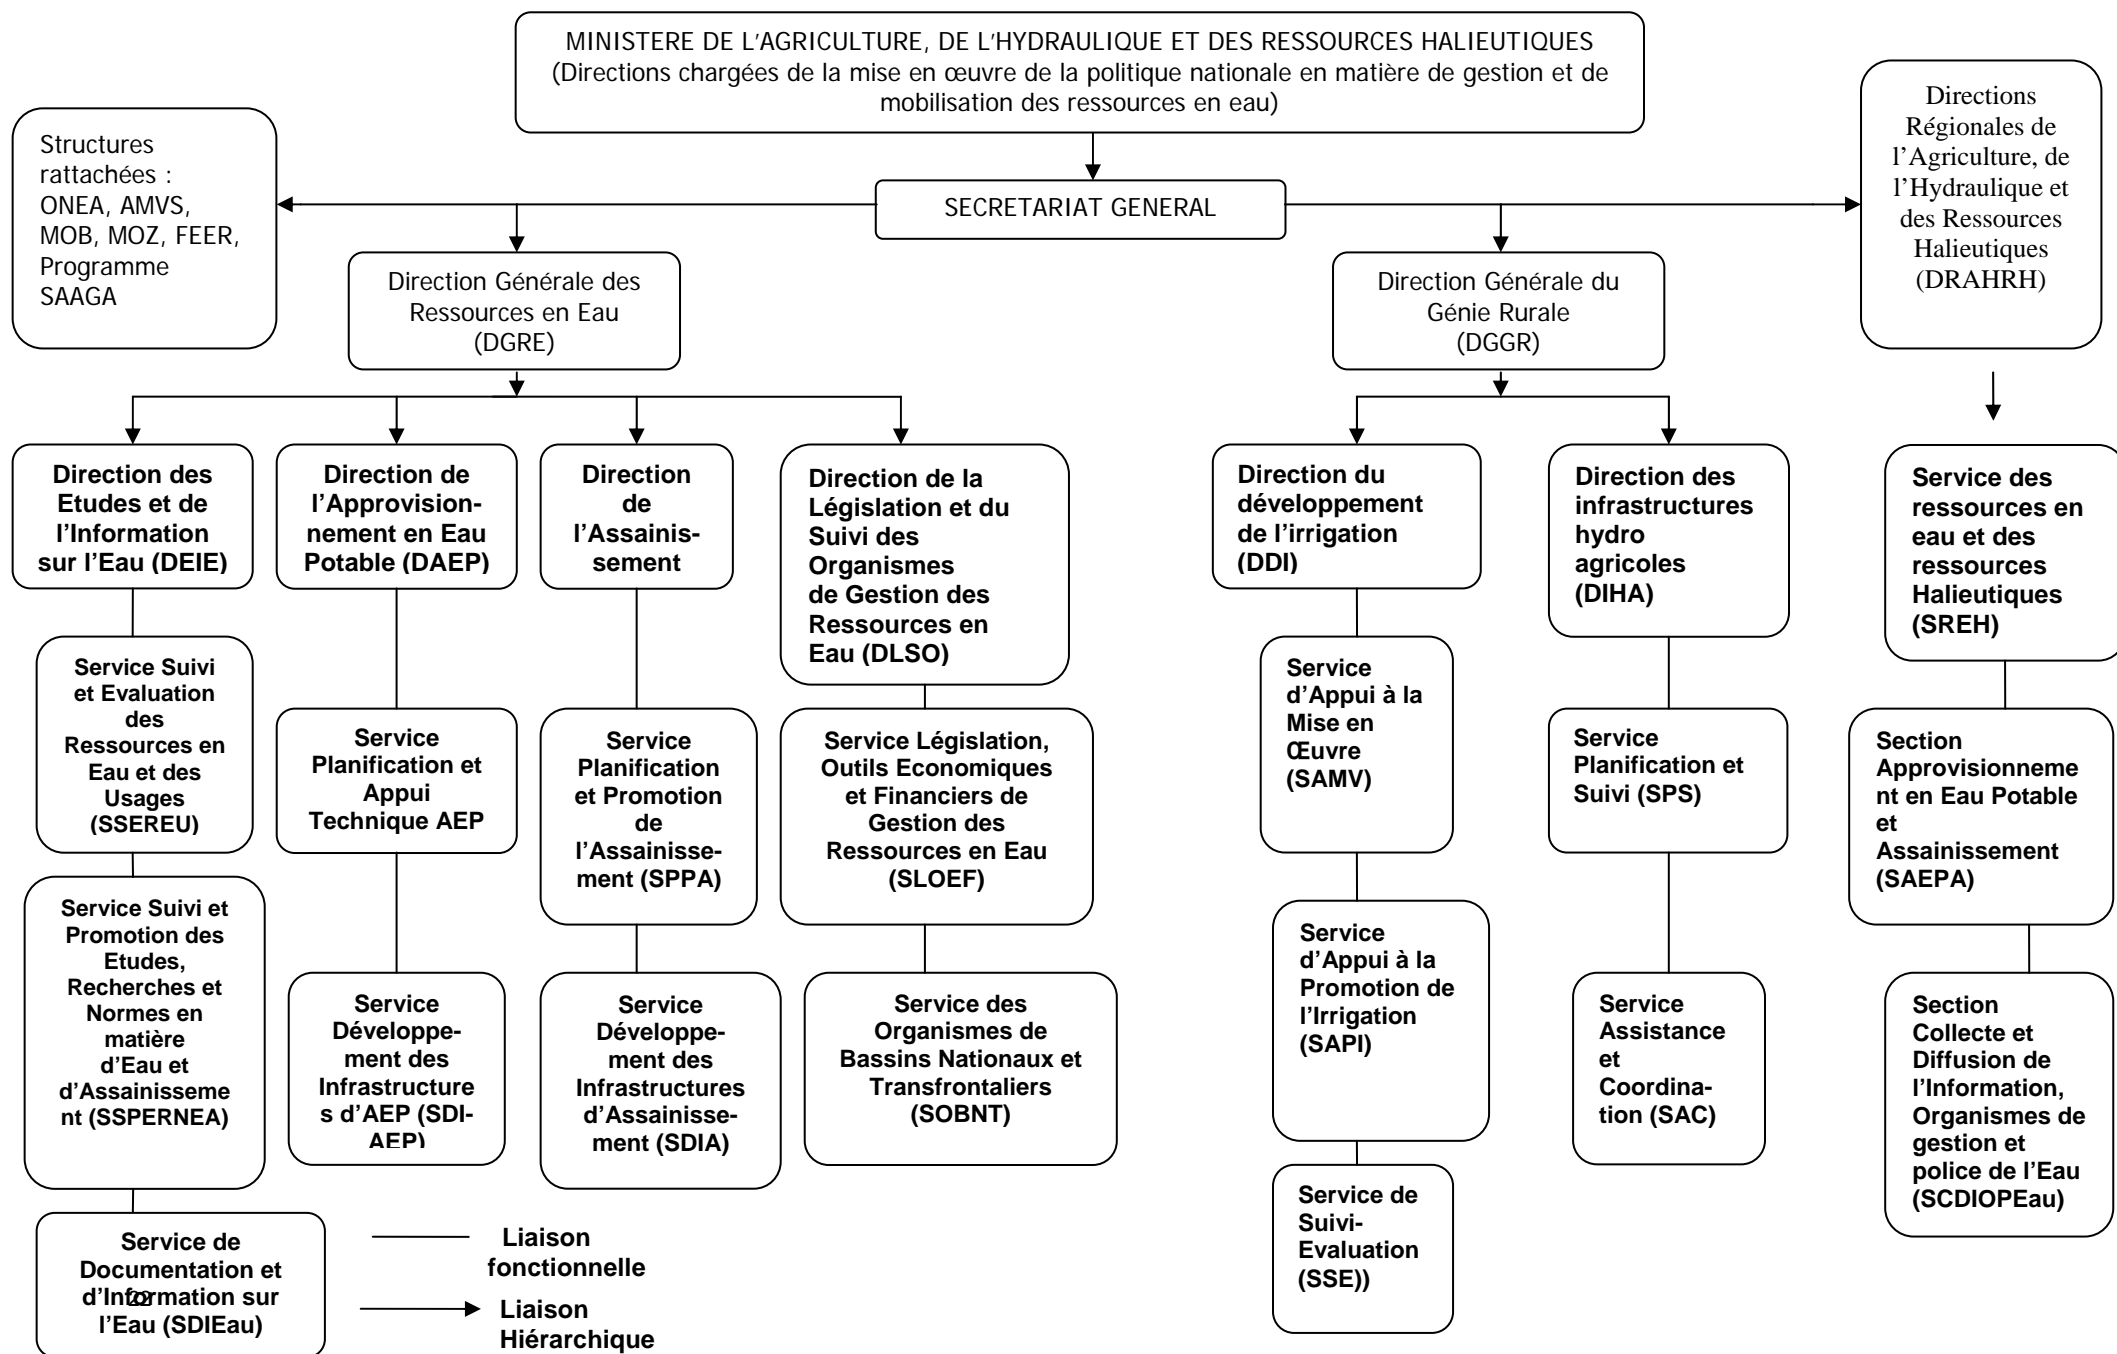 MINISTERE DE L'AGRICULTURE, DE L'HYDRAULIQUE ET DES RESSOURCES HALIEUTIQUES
(Directions chargées de la mise en œuvre de la politique nationale en matière de gestion et de
mobilisation des ressources en eau)
Structures
rattachées :
ONEA, AMVS,
MOB, MOZ, FEER,
Programme
SAAGA
SECRETARIAT GENERAL
Directions
Régionales de
l'Agriculture, de
l'Hydraulique et
des Ressources
Halieutiques
(DRAHRH)
Direction Générale des
Ressources en Eau
(DGRE)
Direction Générale du
Génie Rurale
(DGGR)
Direction des
Etudes et de
l'Information
sur l'Eau (DEIE)
Direction de
l'Approvision-
nement en Eau
Potable (DAEP)
Direction
de
l'Assainis-
sement
Direction de la
Législation et du
Suivi des
Organismes
de Gestion des
Ressources en
Eau (DLSO)
Direction du
développement
de l'irrigation
(DDI)
Direction des
infrastructures
hydro
agricoles
(DIHA)
Service des
ressources en
eau et des
ressources
Halieutiques
(SREH)
Service Suivi
et Evaluation
des
Ressources en
Eau et des
Usages
(SSEREU)
Service
Planification et
Appui
Technique AEP
Service
Planification
et Promotion
de
l'Assainisse-
ment (SPPA)
Service Législation,
Outils Economiques
et Financiers de
Gestion des
Ressources en Eau
(SLOEF)
Service
d'Appui à la
Mise en
Œuvre
(SAMV)
Service
Planification et
Suivi (SPS)
Section
Approvisionneme
nt en Eau Potable
et
Assainissement
(SAEPA)
Service Suivi et
Promotion des
Etudes,
Recherches et
Normes en
matière
d'Eau et
d'Assainisseme
nt (SSPERNEA)
Service
Développe-
ment des
Infrastructure
s d'AEP (SDI-
AEP)
Service
Développe-
ment des
Infrastructures
d'Assainisse-
ment (SDIA)
Service des
Organismes de
Bassins Nationaux et
Transfrontaliers
(SOBNT)
Service
d'Appui à la
Promotion de
l'Irrigation
(SAPI)
Service
Assistance
et
Coordina-
tion (SAC)
Section
Collecte et
Diffusion de
l'Information,
Organismes de
gestion et
police de l'Eau
(SCDIOPEau)
Service de
Documentation et
d'Information sur
l'Eau (SDIEau)
22
Service de
Suivi-
Evaluation
(SSE))
Liaison
fonctionnelle
Liaison
Hiérarchique